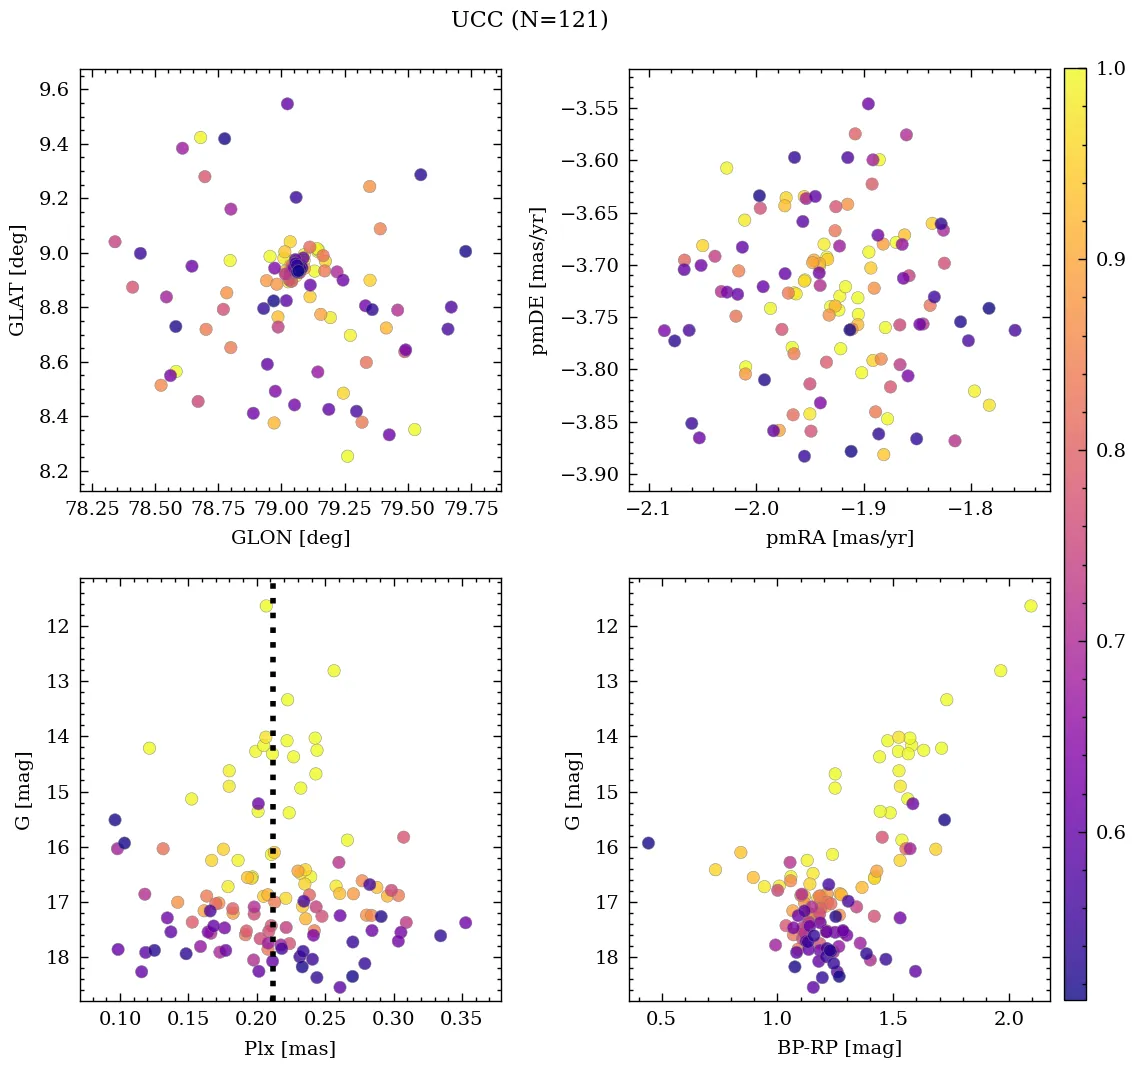 UCC (N=121)
9.6
9.4
9.2
9.0
8.8
8.6
8.4
8.2
GLAT [deg]
78.25 78.50 78.75 79.00 79.25 79.50 79.75
GLON [deg]
−3.55
−3.60
−3.65
−3.70
−3.75
−3.80
−3.85
−3.90
pmDE [mas/yr]
−2.1 −2.0 −1.9 −1.8
pmRA [mas/yr]
12
13
14
15
16
17
18
G [mag]
0.10 0.15 0.20 0.25 0.30 0.35
Plx [mas]
12
13
14
15
16
17
18
G [mag]
0.5 1.0 1.5 2.0
BP-RP [mag]
1.0
0.9
0.8
0.7
0.6